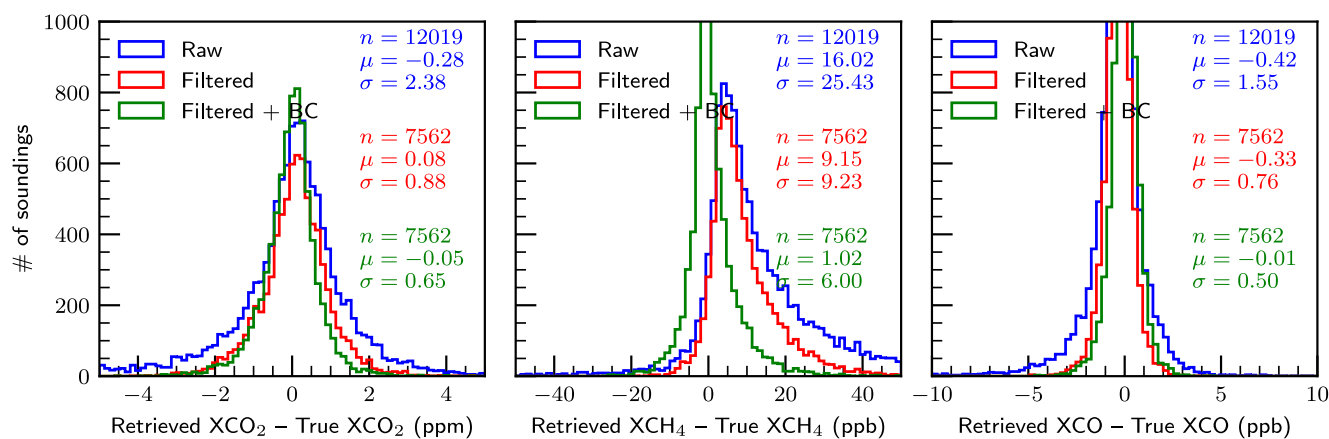 # of soundings
1000
800
600
400
200
0
Raw
Filtered
Filtered + BC
n = 12019
μ = −0.28
σ = 2.38
n = 7562
μ = 0.08
σ = 0.88
n = 7562
μ = −0.05
σ = 0.65
−4 −2 0 2 4
Retrieved XCO₂ − True XCO₂ (ppm)
Raw
Filtered
Filtered + BC
n = 12019
μ = 16.02
σ = 25.43
n = 7562
μ = 9.15
σ = 9.23
n = 7562
μ = 1.02
σ = 6.00
−40 −20 0 20 40
Retrieved XCH₄ − True XCH₄ (ppb)
Raw
Filtered
Filtered + BC
n = 12019
μ = −0.42
σ = 1.55
n = 7562
μ = −0.33
σ = 0.76
n = 7562
μ = −0.01
σ = 0.50
−10 −5 0 5 10
Retrieved XCO − True XCO (ppb)